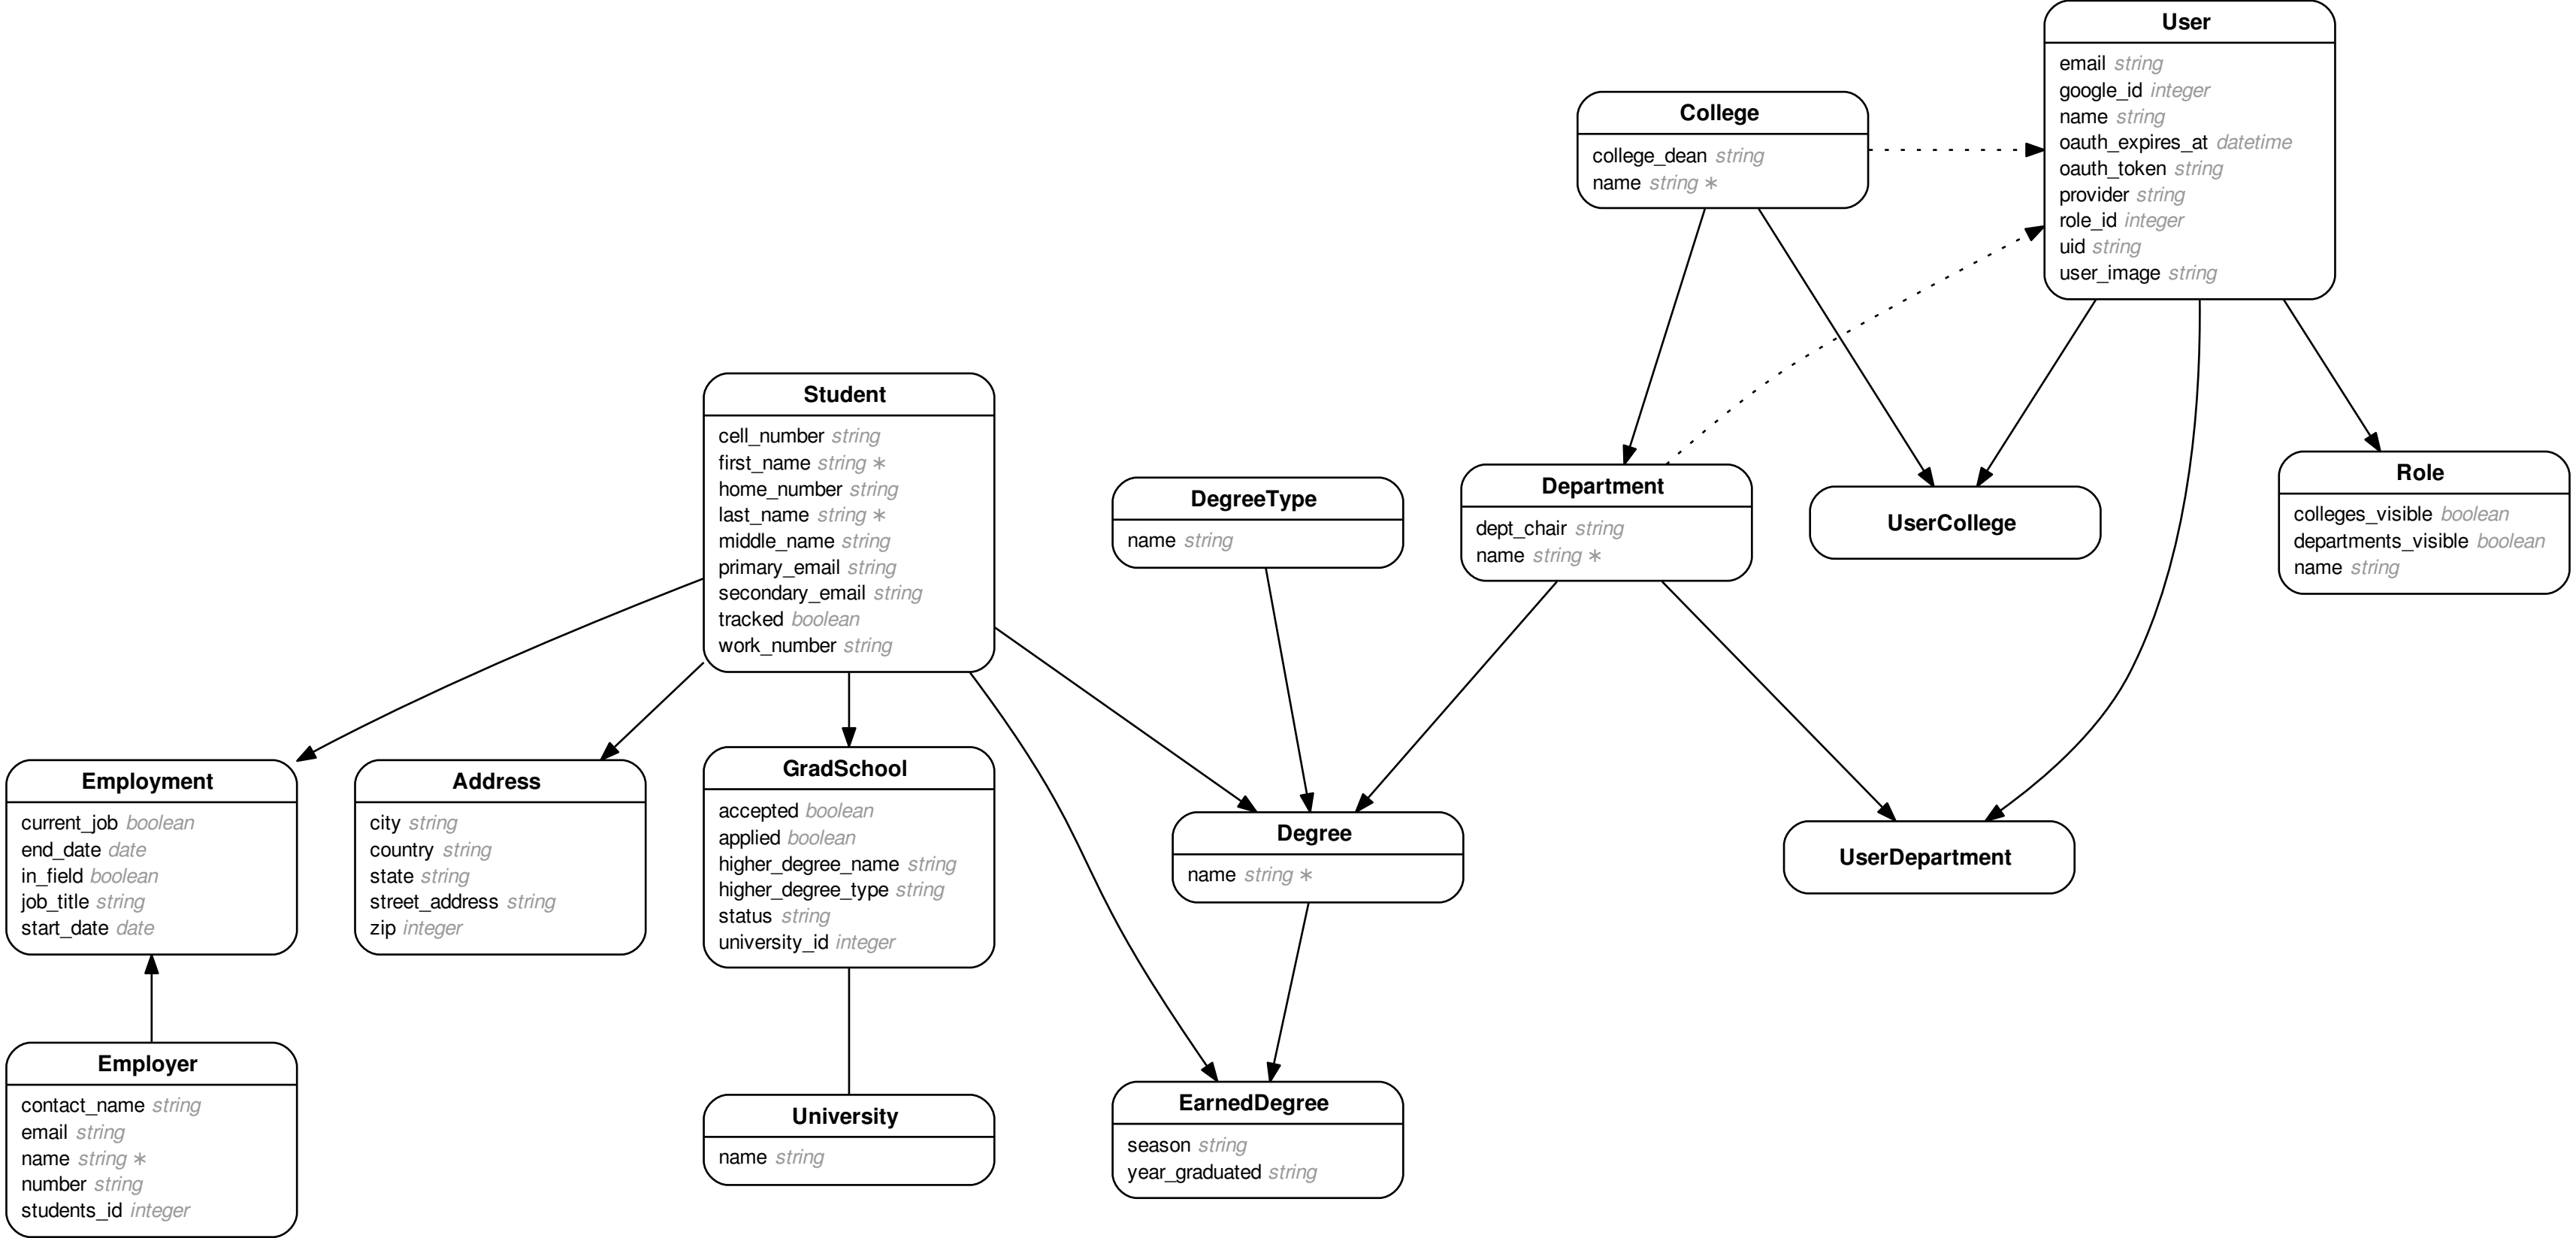 User
email string
google_id integer
name string
oauth_expires_at datetime
oauth_token string
provider string
role_id integer
uid string
user_image string
College
college_dean string
name string ∗
Student
cell_number string
first_name string ∗
home_number string
last_name string ∗
middle_name string
primary_email string
secondary_email string
tracked boolean
work_number string
DegreeType
name string
Department
dept_chair string
name string ∗
UserCollege
Role
colleges_visible boolean
departments_visible boolean
name string
Employment
current_job boolean
end_date date
in_field boolean
job_title string
start_date date
Address
city string
country string
state string
street_address string
zip integer
GradSchool
accepted boolean
applied boolean
higher_degree_name string
higher_degree_type string
status string
university_id integer
Degree
name string ∗
UserDepartment
Employer
contact_name string
email string
name string ∗
number string
students_id integer
University
name string
EarnedDegree
season string
year_graduated string